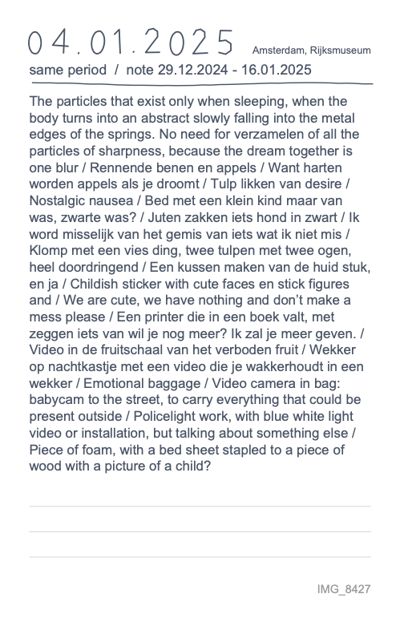 04.01.2025 Amsterdam, Rijksmuseum
same period / note 29.12.2024 - 16.01.2025
The particles that exist only when sleeping, when the
body turns into an abstract slowly falling into the metal
edges of the springs. No need for verzamelen of all the
particles of sharpness, because the dream together is
one blur / Rennende benen en appels / Want harten
worden appels als je droomt / Tulp likken van desire /
Nostalgic nausea / Bed met een klein kind maar van
was, zwarte was? / Juten zakken iets hond in zwart / Ik
word misselijk van het gemis van iets wat ik niet mis /
Klomp met een vies ding, twee tulpen met twee ogen,
heel doordringend / Een kussen maken van de huid stuk,
en ja / Childish sticker with cute faces en stick figures
and / We are cute, we have nothing and don't make a
mess please / Een printer die in een boek valt, met
zeggen iets van wil je nog meer? Ik zal je meer geven. /
Video in de fruitschaal van het verboden fruit / Wekker
op nachtkastje met een video die je wakkerhoudt in een
wekker / Emotional baggage / Video camera in bag:
babycam to the street, to carry everything that could be
present outside / Policelight work, with blue white light
video or installation, but talking about something else /
Piece of foam, with a bed sheet stapled to a piece of
wood with a picture of a child?
IMG_8427